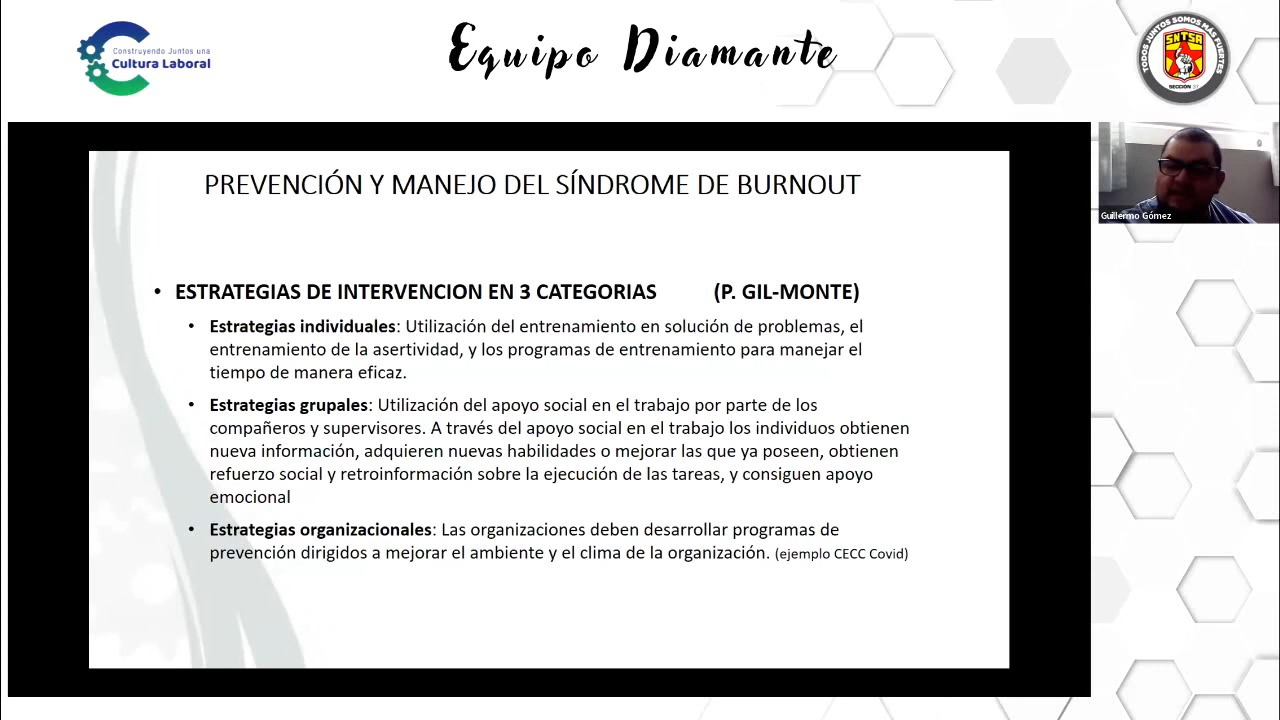 Construyendo Juntos una
Cultura Laboral
Equipo Diamante
TODOS JUNTOS SOMOS MÁS FUERTES
SNTSA
SECCIÓN 37
PREVENCIÓN Y MANEJO DEL SÍNDROME DE BURNOUT
• ESTRATEGIAS DE INTERVENCION EN 3 CATEGORIAS (P. GIL-MONTE)
• Estrategias individuales: Utilización del entrenamiento en solución de problemas, el
entrenamiento de la asertividad, y los programas de entrenamiento para manejar el
tiempo de manera eficaz.
• Estrategias grupales: Utilización del apoyo social en el trabajo por parte de los
compañeros y supervisores. A través del apoyo social en el trabajo los individuos obtienen
nueva información, adquieren nuevas habilidades o mejorar las que ya poseen, obtienen
refuerzo social y retroinformación sobre la ejecución de las tareas, y consiguen apoyo
emocional
• Estrategias organizacionales: Las organizaciones deben desarrollar programas de
prevención dirigidos a mejorar el ambiente y el clima de la organización. (ejemplo CECC Covid)
Guillermo Gómez